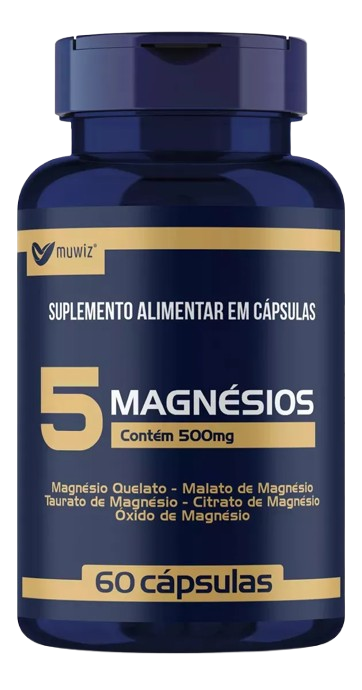 muwiz®
SUPLEMENTO ALIMENTAR EM CÁPSULAS
5 MAGNÉSIOS
Contém 500mg
Magnésio Quelato - Malato de Magnésio
Taurato de Magnésio - Citrato de Magnésio
Óxido de Magnésio
60 cápsulas